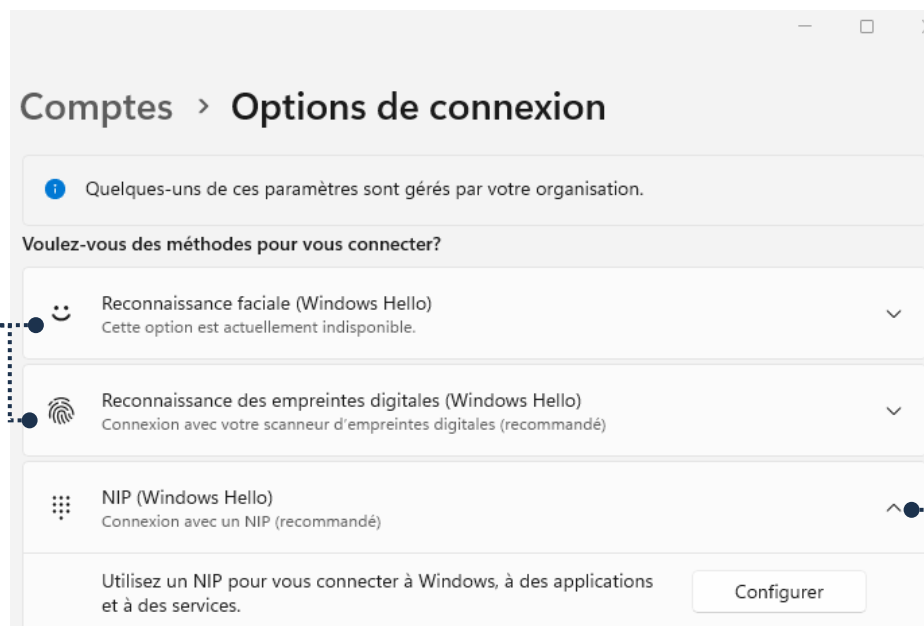 Comptes > Options de connexion
Quelques-uns de ces paramètres sont gérés par votre organisation.
Voulez-vous des méthodes pour vous connecter?
Reconnaissance faciale (Windows Hello)
Cette option est actuellement indisponible.
Reconnaissance des empreintes digitales (Windows Hello)
Connexion avec votre scanneur d'empreintes digitales (recommandé)
NIP (Windows Hello)
Connexion avec un NIP (recommandé)
Utilisez un NIP pour vous connecter à Windows, à des applications
et à des services.
Configurer